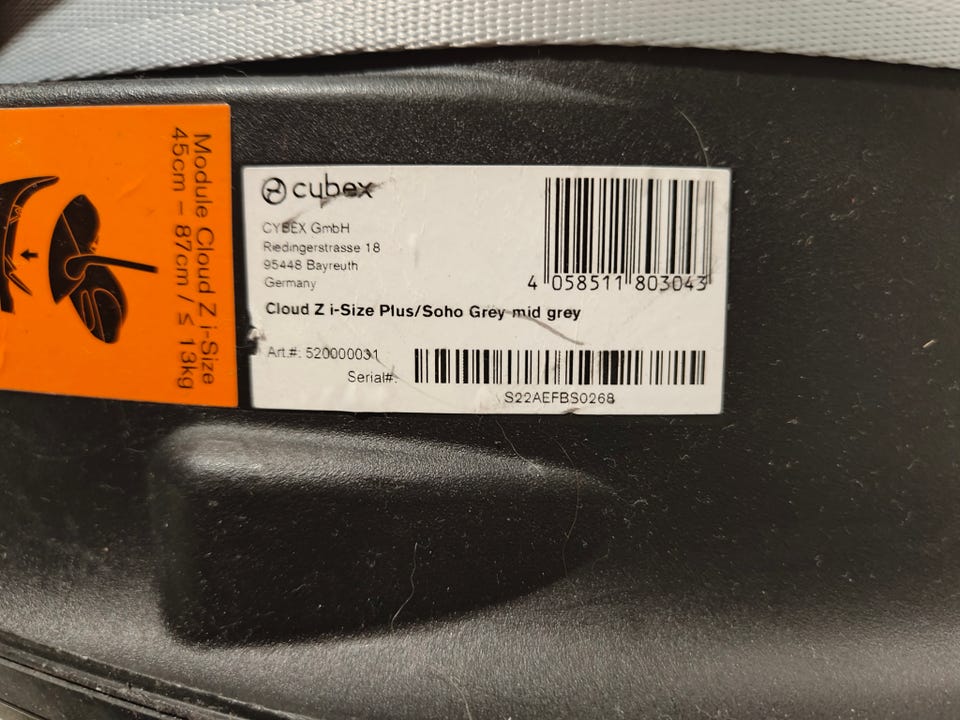 Module Cloud Z i-Size
45cm – 87cm / ≤ 13kg
cybex
CYBEX GmbH
Riedingerstrasse 18
95448 Bayreuth
Germany
4 058511 803043
Cloud Z i-Size Plus/Soho Grey mid grey
Art.#: 520000031
Serial#:
S22AEFBS0268